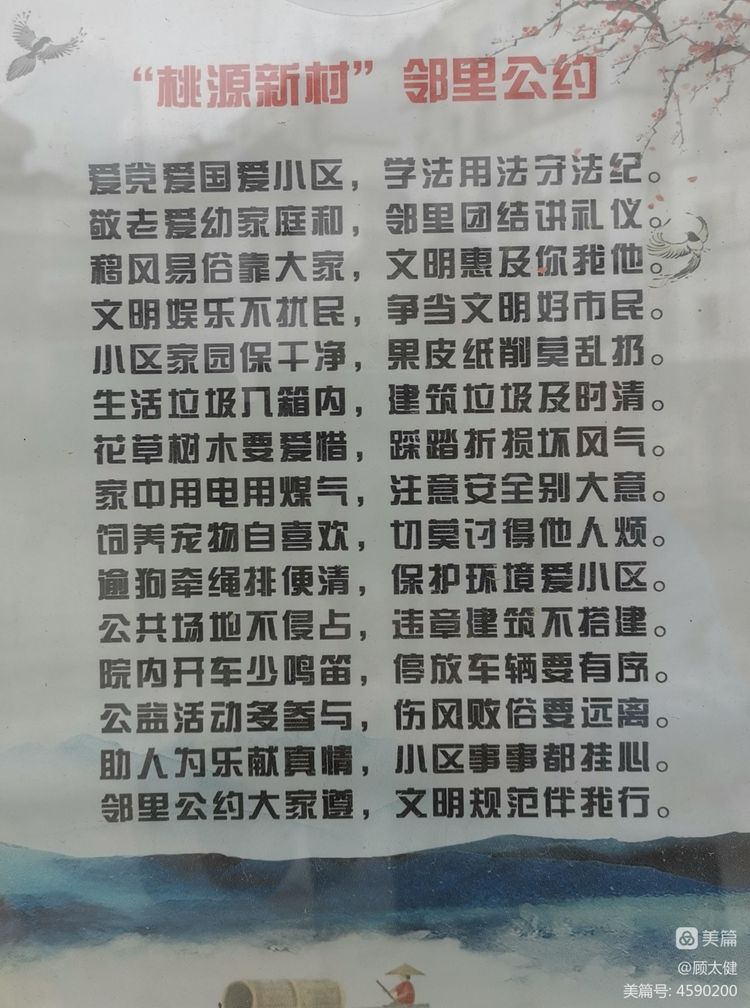 “桃源新村”邻里公约
爱党爱国爱小区，学法用法守法纪。
敬老爱幼家庭和，邻里团结讲礼仪。
移风易俗靠大家，文明惠及你我他。
文明娱乐不扰民，争当文明好市民。
小区家园保干净，果皮纸削莫乱扔。
生活垃圾入箱内，建筑垃圾及时清。
花草树木要爱惜，踩踏折损坏风气。
家中用电用煤气，注意安全别大意。
饲养宠物自喜欢，切莫讨得他人烦。
遛狗牵绳排便清，保护环境爱小区。
公共场地不侵占，违章建筑不搭建。
院内开车少鸣笛，停放车辆要有序。
公益活动多参与，伤风败俗要远离。
助人为乐献真情，小区事事都挂心。
邻里公约大家遵，文明规范伴我行。
美篇
@顾太健
美篇号: 4590200